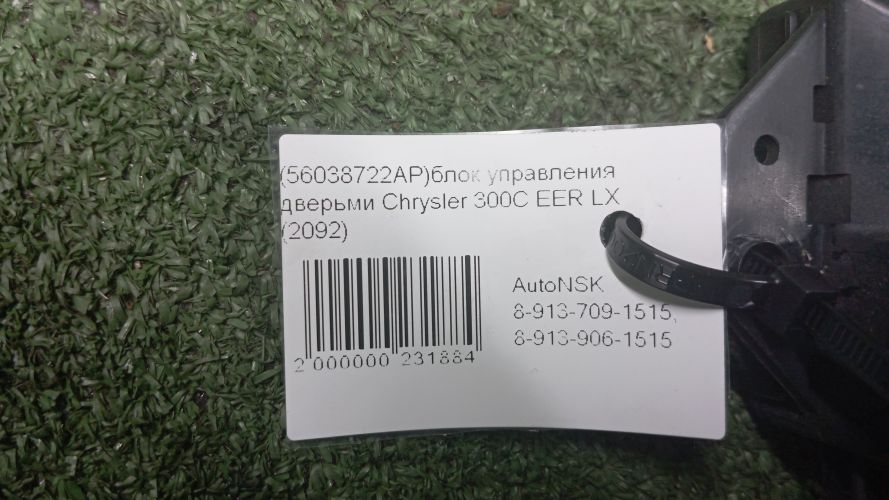 (56038722AP)блок управления
дверьми Chrysler 300C EER LX
(2092)
AutoNSK
8-913-709-1515,
8-913-906-1515
2 000000 231884